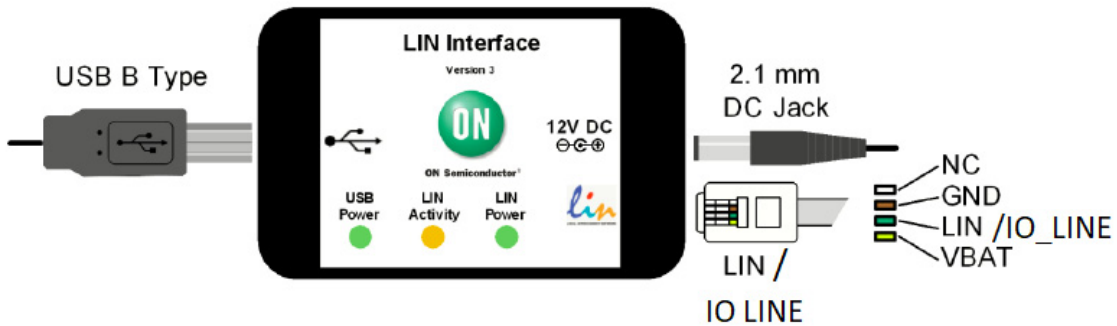 USB B Type
LIN Interface
Version 3
ON
ON Semiconductor®
12V DC
USB Power
LIN Activity
LIN Power
lin
2.1 mm
DC Jack
LIN /
IO LINE
NC
GND
LIN /IO_LINE
VBAT